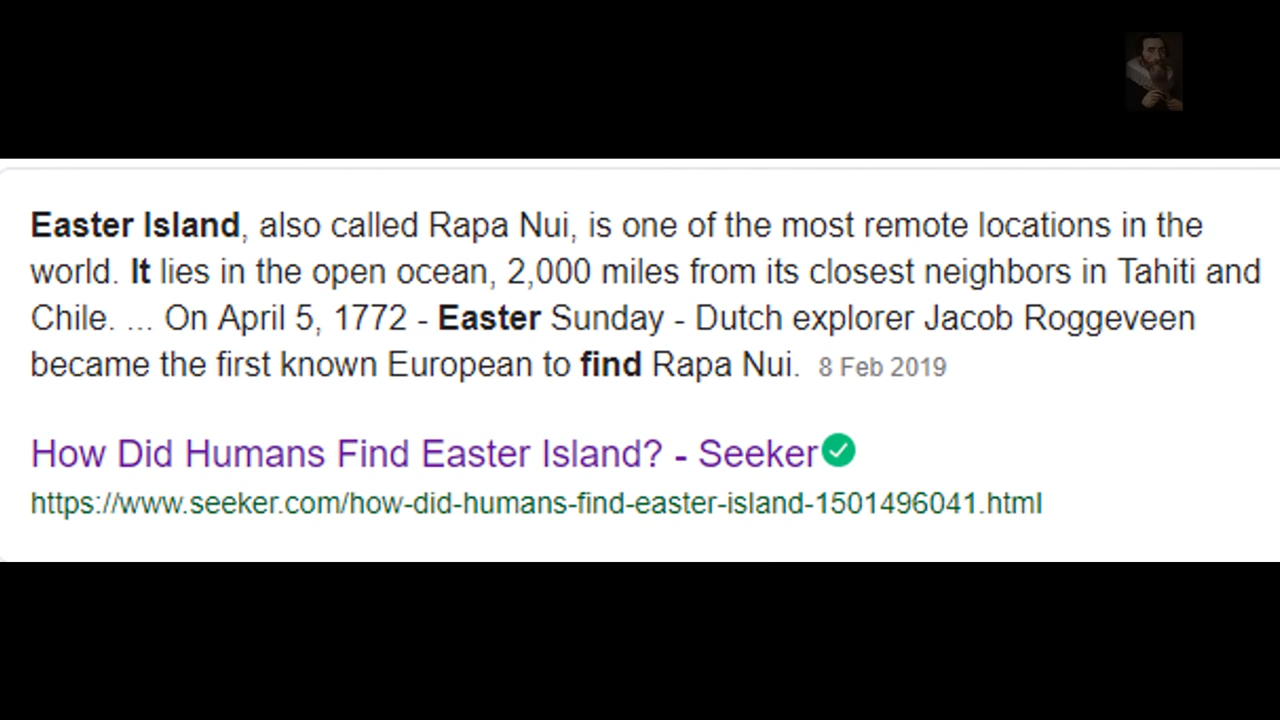 Easter Island, also called Rapa Nui, is one of the most remote locations in the
world. It lies in the open ocean, 2,000 miles from its closest neighbors in Tahiti and
Chile. ... On April 5, 1772 - Easter Sunday - Dutch explorer Jacob Roggeveen
became the first known European to find Rapa Nui. 8 Feb 2019
How Did Humans Find Easter Island? - Seeker
https://www.seeker.com/how-did-humans-find-easter-island-1501496041.html